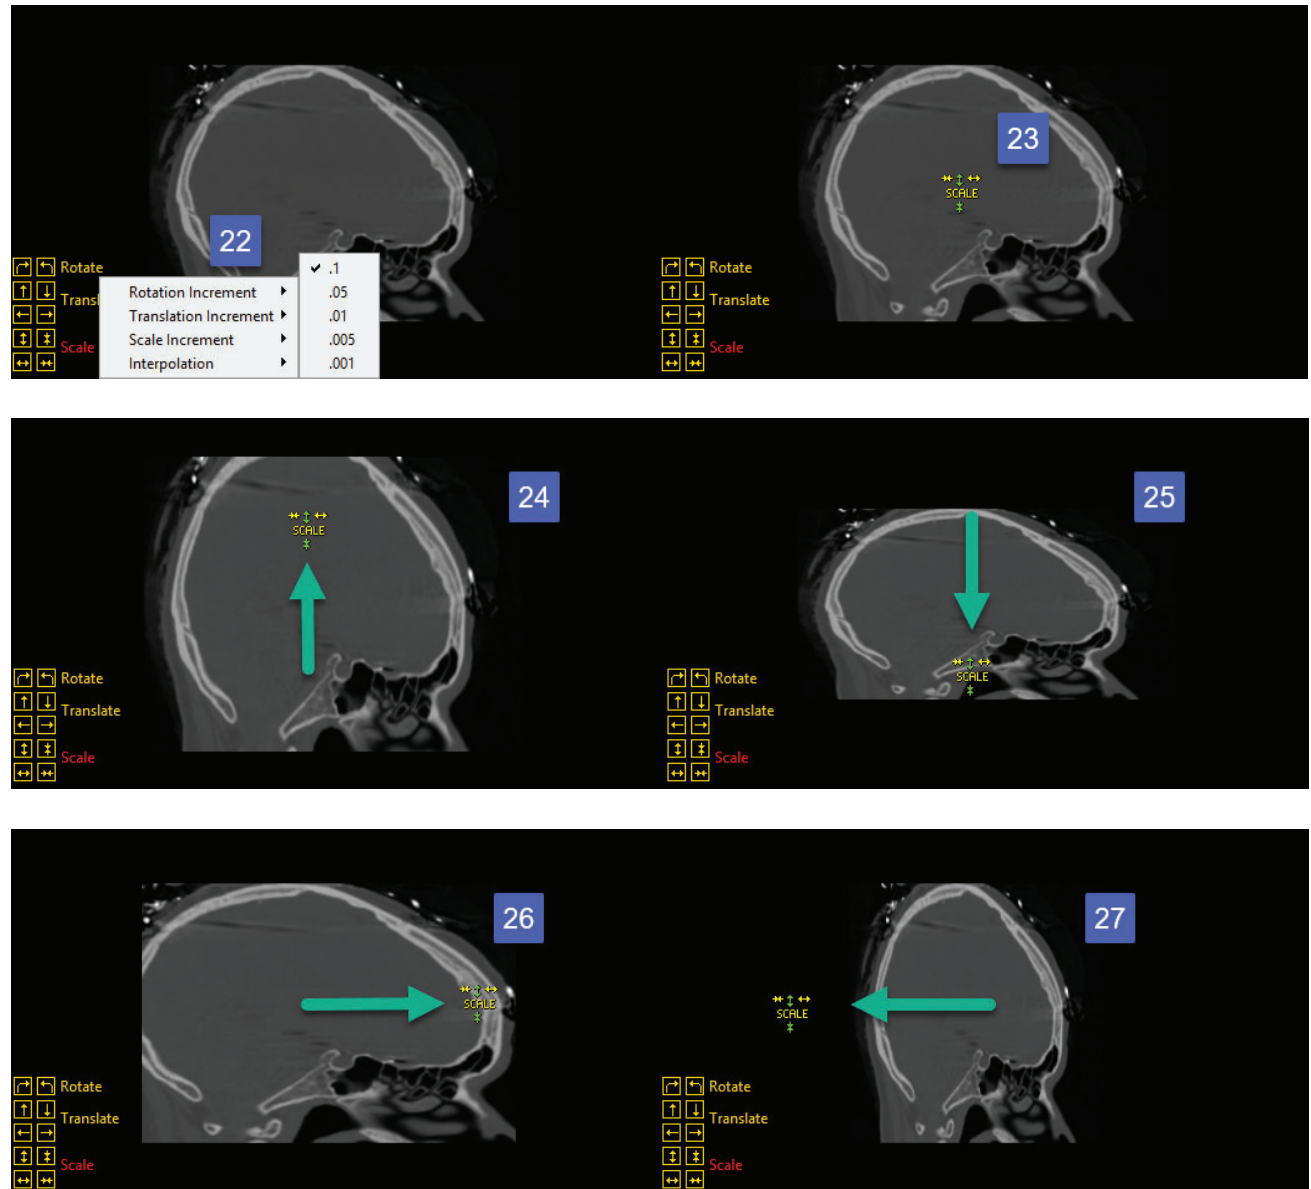 22
Rotate
Transl
Scale
Rotation Increment
Translation Increment
Scale Increment
Interpolation
.1
.05
.01
.005
.001
23
SCALE
Rotate
Translate
Scale
24
SCALE
Rotate
Translate
Scale
25
SCALE
Rotate
Translate
Scale
26
SCALE
Rotate
Translate
Scale
27
SCALE
Rotate
Translate
Scale